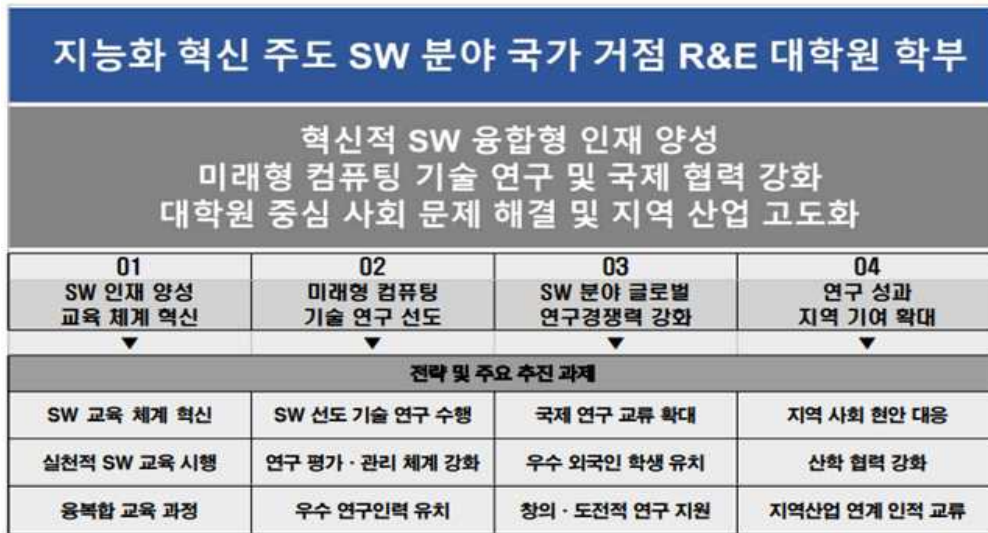 지능화 혁신 주도 SW 분야 국가 거점 R&E 대학원 학부
혁신적 SW 융합형 인재 양성
미래형 컴퓨팅 기술 연구 및 국제 협력 강화
대학원 중심 사회 문제 해결 및 지역 산업 고도화
01 02 03 04
SW 인재 양성 미래형 컴퓨팅 SW 분야 글로벌 연구 성과
교육 체계 혁신 기술 연구 선도 연구경쟁력 강화 지역 기여 확대
▼ ▼ ▼ ▼
전략 및 주요 추진 과제
SW 교육 체계 혁신 SW 선도 기술 연구 수행 국제 연구 교류 확대 지역 사회 현안 대응
실천적 SW 교육 시행 연구 평가 · 관리 체계 강화 우수 외국인 학생 유치 산학 협력 강화
융복합 교육 과정 우수 연구인력 유치 창의 · 도전적 연구 지원 지역산업 연계 인적 교류